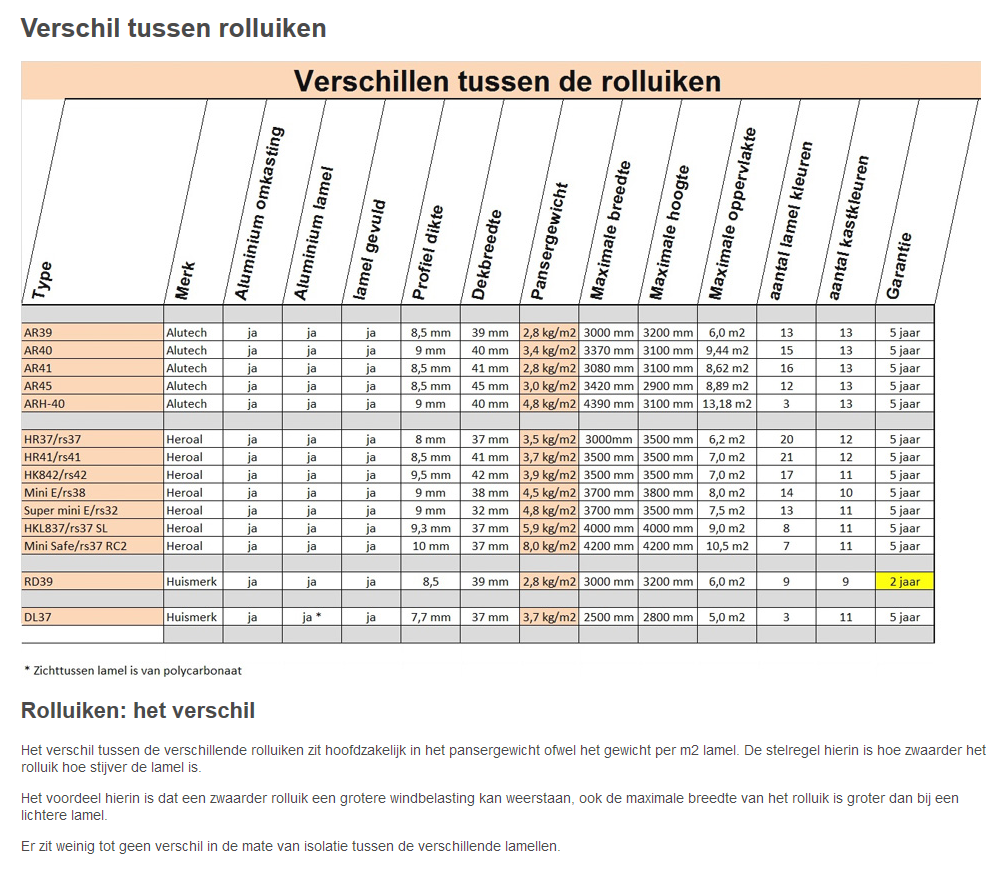 Verschil tussen rolluiken
Verschillen tussen de rolluiken
Type Merk Aluminium omkasting Aluminium lamel lamel gevuld Profiel dikte Dekbreedte Pansergewicht Maximale breedte Maximale hoogte Maximale oppervlakte aantal lamel kleuren aantal kastkleuren Garantie
AR39 Alutech ja ja ja 8,5 mm 39 mm 2,8 kg/m2 3000 mm 3200 mm 6,0 m2 13 13 5 jaar
AR40 Alutech ja ja ja 9 mm 40 mm 3,4 kg/m2 3370 mm 3100 mm 9,44 m2 15 13 5 jaar
AR41 Alutech ja ja ja 8,5 mm 41 mm 2,8 kg/m2 3080 mm 3100 mm 8,62 m2 16 13 5 jaar
AR45 Alutech ja ja ja 8,5 mm 45 mm 3,0 kg/m2 3420 mm 2900 mm 8,89 m2 12 13 5 jaar
ARH-40 Alutech ja ja ja 9 mm 40 mm 4,8 kg/m2 4390 mm 3100 mm 13,18 m2 3 13 5 jaar
HR37/rs37 Heroal ja ja ja 8 mm 37 mm 3,5 kg/m2 3000mm 3500 mm 6,2 m2 20 12 5 jaar
HR41/rs41 Heroal ja ja ja 8,5 mm 41 mm 3,7 kg/m2 3500 mm 3500 mm 7,0 m2 21 12 5 jaar
HK842/rs42 Heroal ja ja ja 9,5 mm 42 mm 3,9 kg/m2 3500 mm 3500 mm 7,0 m2 17 11 5 jaar
Mini E/rs38 Heroal ja ja ja 9 mm 38 mm 4,5 kg/m2 3700 mm 3800 mm 8,0 m2 14 10 5 jaar
Super mini E/rs32 Heroal ja ja ja 9 mm 32 mm 4,8 kg/m2 3700 mm 3500 mm 7,5 m2 13 11 5 jaar
HKL837/rs37 SL Heroal ja ja ja 9,3 mm 37 mm 5,9 kg/m2 4000 mm 4000 mm 9,0 m2 8 11 5 jaar
Mini Safe/rs37 RC2 Heroal ja ja ja 10 mm 37 mm 8,0 kg/m2 4200 mm 4200 mm 10,5 m2 7 11 5 jaar
RD39 Huismerk ja ja ja 8,5 39 mm 2,8 kg/m2 3000 mm 3200 mm 6,0 m2 9 9 2 jaar
DL37 Huismerk ja ja * ja 7,7 mm 37 mm 3,7 kg/m2 2500 mm 2800 mm 5,0 m2 3 11 5 jaar
* Zichttussen lamel is van polycarbonaat
Rolluiken: het verschil
Het verschil tussen de verschillende rolluiken zit hoofdzakelijk in het pansergewicht ofwel het gewicht per m2 lamel. De stelregel hierin is hoe zwaarder het
rolluik hoe stijver de lamel is.
Het voordeel hierin is dat een zwaarder rolluik een grotere windbelasting kan weerstaan, ook de maximale breedte van het rolluik is groter dan bij een
lichtere lamel.
Er zit weinig tot geen verschil in de mate van isolatie tussen de verschillende lamellen.